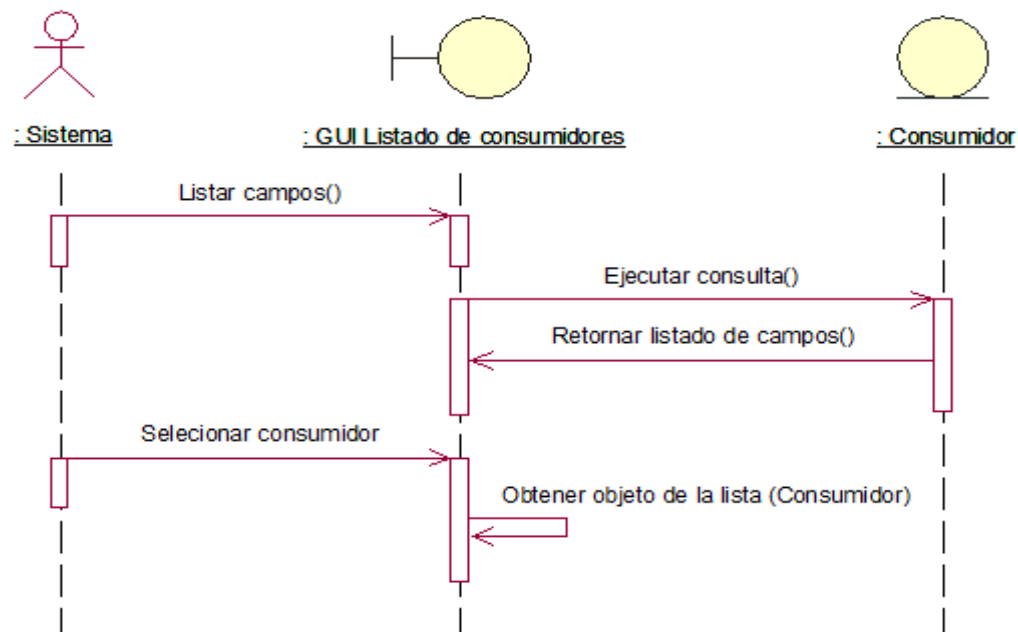 : Sistema
: GUI Listado de consumidores
: Consumidor
Listar campos()
Ejecutar consulta()
Retornar listado de campos()
Selecionar consumidor
Obtener objeto de la lista (Consumidor)